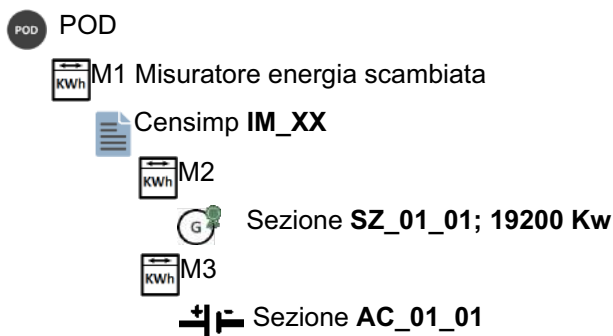 POD POD
KWh M1 Misuratore energia scambiata
Censimp IM_XX
KWh M2
G Sezione SZ_01_01; 19200 Kw
KWh M3
+ - Sezione AC_01_01